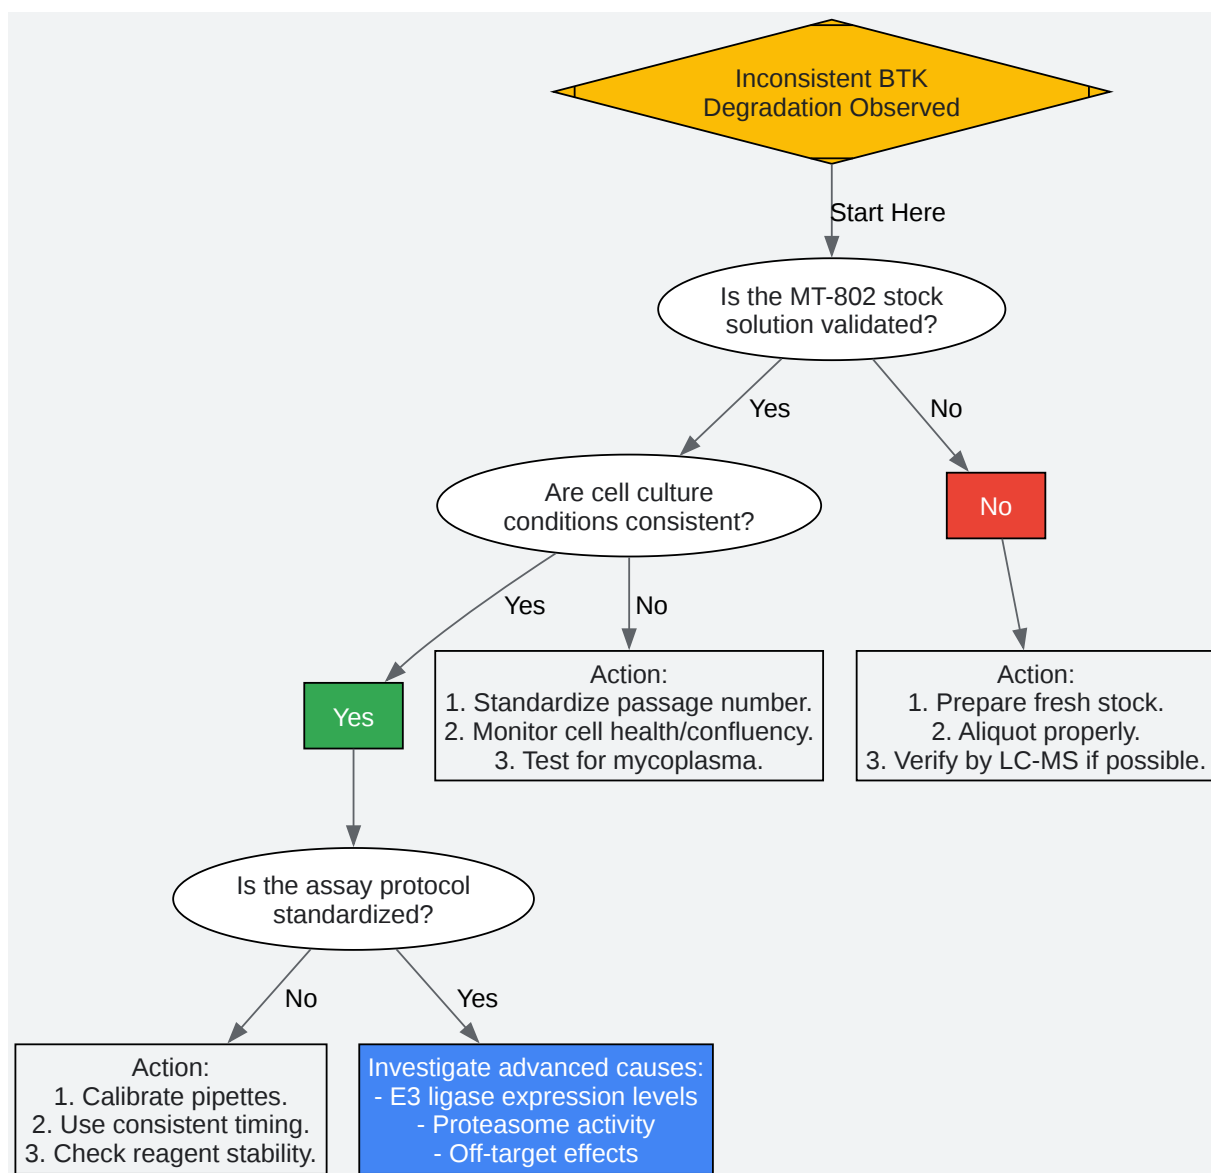 Inconsistent BTK
Degradation Observed
Start Here
Is the MT-802 stock
solution validated?
Yes
No
Are cell culture
conditions consistent?
No
Yes
No
Action:
1. Standardize passage number.
2. Monitor cell health/confluency.
3. Test for mycoplasma.
Action:
1. Prepare fresh stock.
2. Aliquot properly.
3. Verify by LC-MS if possible.
Yes
Is the assay protocol
standardized?
No
Yes
Action:
1. Calibrate pipettes.
2. Use consistent timing.
3. Check reagent stability.
Investigate advanced causes:
- E3 ligase expression levels
- Proteasome activity
- Off-target effects